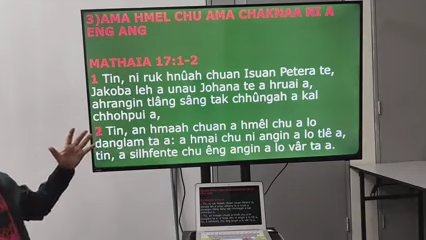 3)AMA HMEL CHU AMA CHAKNAA NI A
ENG ANG
MATHAIA 17:1-2
1 Tin, ni ruk hnûah chuan Isuan Petera te,
Jakoba leh a unau Johana te a hruai a,
ahrangin tlâng sâng tak chhûngah a kal
chhohpui a,
2 Tin, an hmaah chuan a hmêl chu a lo
danglam ta a: a hmai chu ni angin a lo tlê a,
tin, a silhfente chu êng angin a lo vâr ta a.